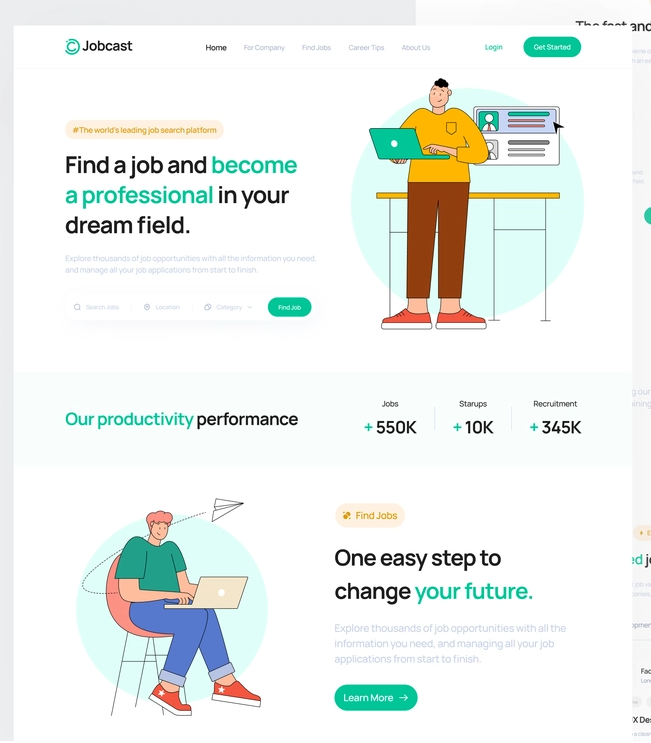 The fast and
Jobcast
Home
For Company
Find Jobs
Career Tips
About Us
Login
Get Started
#The world's leading job search platform
Find a job and become
a professional in your
dream field.
Explore thousands of job opportunities with all the information you need,
and manage all your job applications from start to finish.
Search Jobs
Location
Category
Find Job
Our productivity performance
Jobs
+ 550K
Starups
+ 10K
Recruitment
+ 345K
Find Jobs
One easy step to
change your future.
Explore thousands of job opportunities with all the
information you need, and managing all your job
applications from start to finish.
Learn More